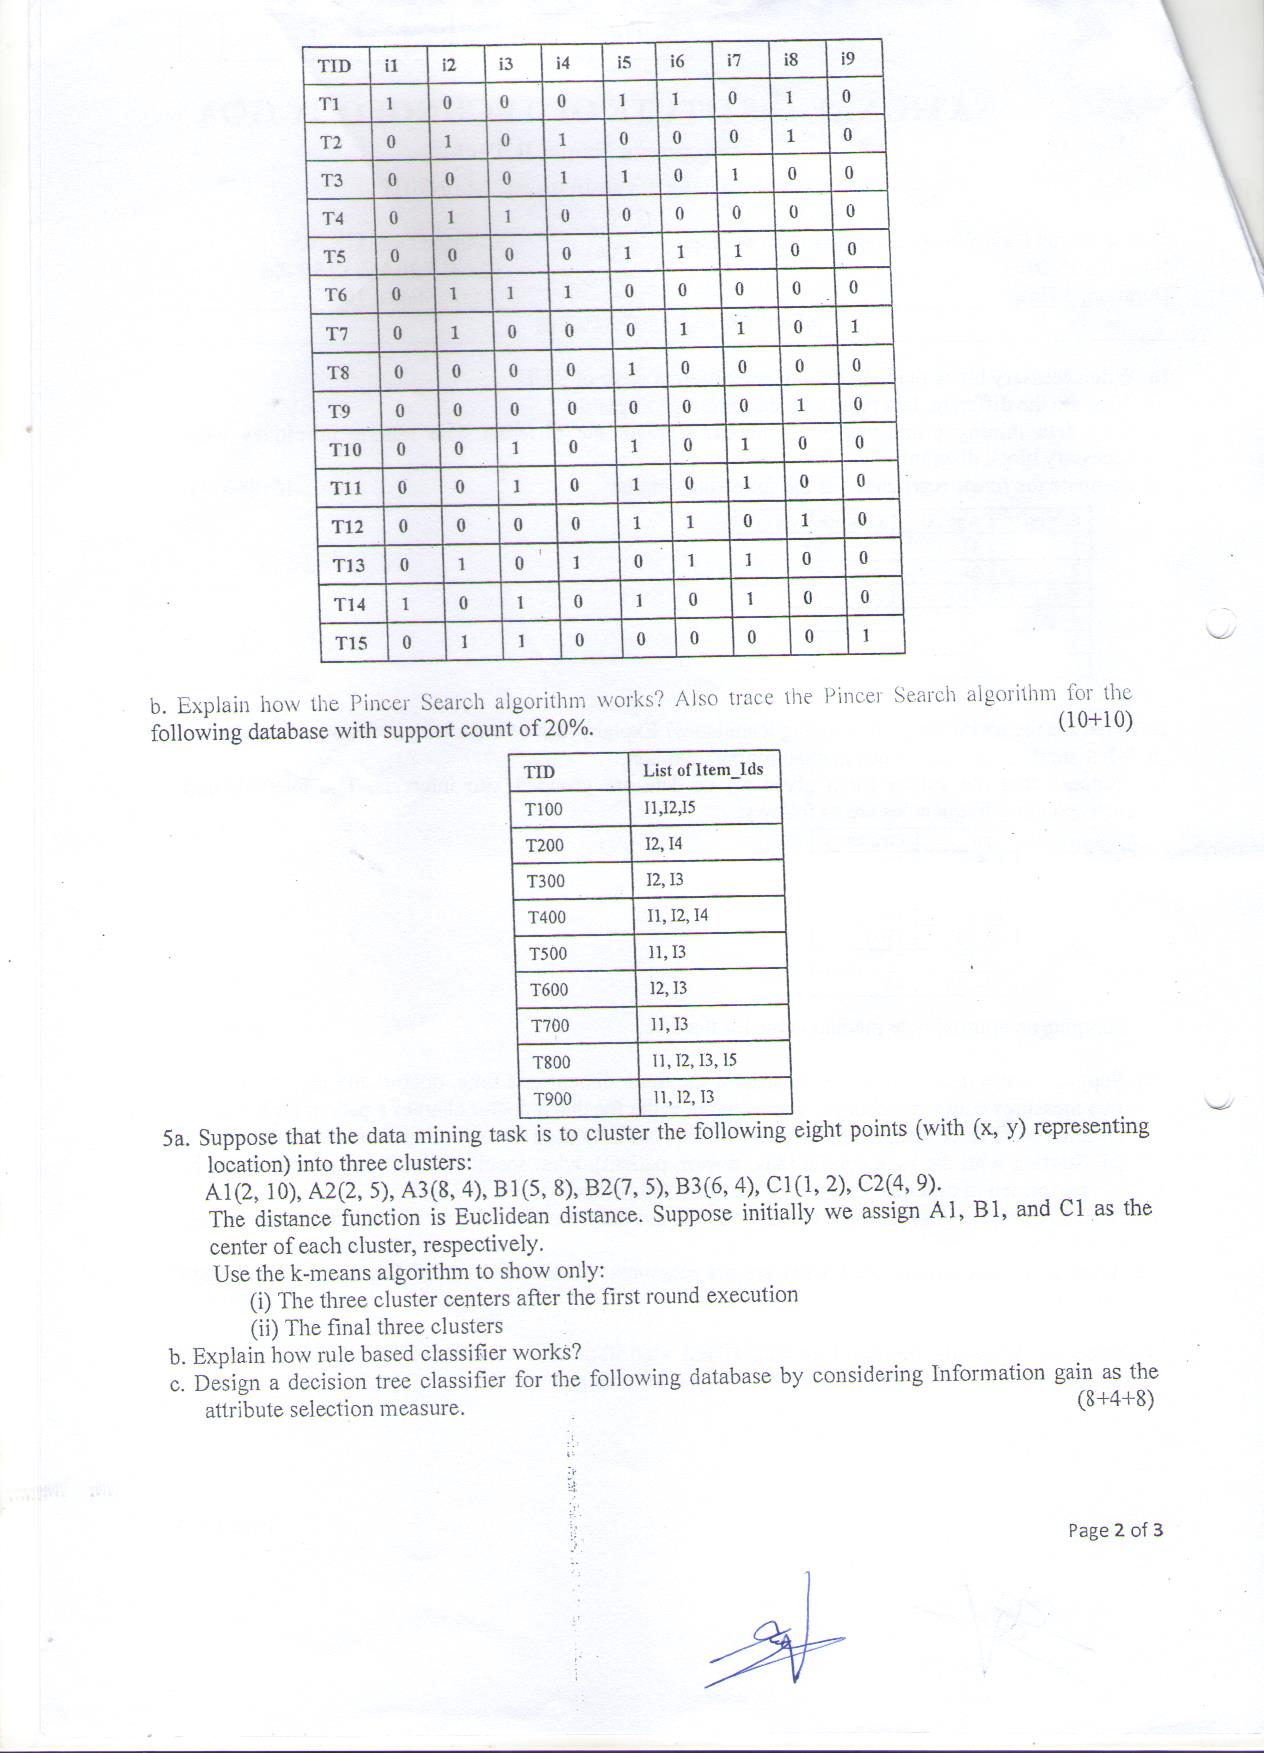 TID i1 i2 i3 i4 i5 i6 i7 i8 i9
T1 1 0 0 0 1 1 0 1 0
T2 0 1 0 1 0 0 0 1 0
T3 0 0 0 1 1 0 1 0 0
T4 0 1 1 0 0 0 0 0 0
T5 0 0 0 0 1 1 1 0 0
T6 0 1 1 1 0 0 0 0 0
T7 0 1 0 0 0 1 1 0 1
T8 0 0 0 0 1 0 0 0 0
T9 0 0 0 0 0 0 0 1 0
T10 0 0 1 0 1 0 1 0 0
T11 0 0 1 0 1 0 1 0 0
T12 0 0 0 0 1 1 0 1 0
T13 0 1 0 1 0 1 1 0 0
T14 1 0 1 0 1 0 1 0 0
T15 0 1 1 0 0 0 0 0 1
b. Explain how the Pincer Search algorithm works? Also trace the Pincer Search algorithm for the
following database with support count of 20%. (10+10)
TID List of Item_Ids
T100 I1,I2,I5
T200 I2, I4
T300 I2, I3
T400 I1, I2, I4
T500 I1, I3
T600 I2, I3
T700 I1, I3
T800 I1, I2, I3, I5
T900 I1, I2, I3
5a. Suppose that the data mining task is to cluster the following eight points (with (x, y) representing
location) into three clusters:
A1(2, 10), A2(2, 5), A3(8, 4), B1(5, 8), B2(7, 5), B3(6, 4), C1(1, 2), C2(4, 9).
The distance function is Euclidean distance. Suppose initially we assign A1, B1, and C1 as the
center of each cluster, respectively.
Use the k-means algorithm to show only:
(i) The three cluster centers after the first round execution
(ii) The final three clusters
b. Explain how rule based classifier works?
c. Design a decision tree classifier for the following database by considering Information gain as the
attribute selection measure. (8+4+8)
Page 2 of 3